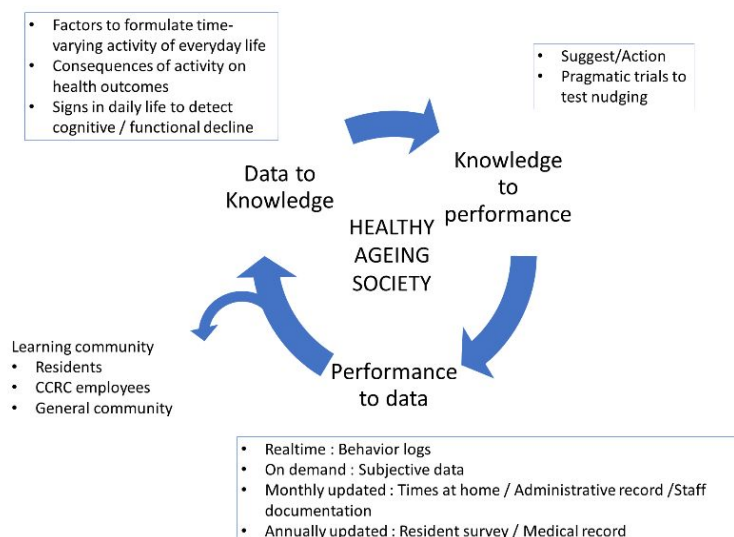 • Factors to formulate time-
varying activity of everyday life
• Consequences of activity on
health outcomes
• Signs in daily life to detect
cognitive / functional decline
• Suggest/Action
• Pragmatic trials to
test nudging
Data to
Knowledge
Knowledge
to
performance
HEALTHY
AGEING
SOCIETY
Learning community
• Residents
• CCRC employees
• General community
Performance
to data
• Realtime : Behavior logs
• On demand : Subjective data
• Monthly updated : Times at home / Administrative record /Staff
documentation
• Annually updated : Resident survey / Medical record